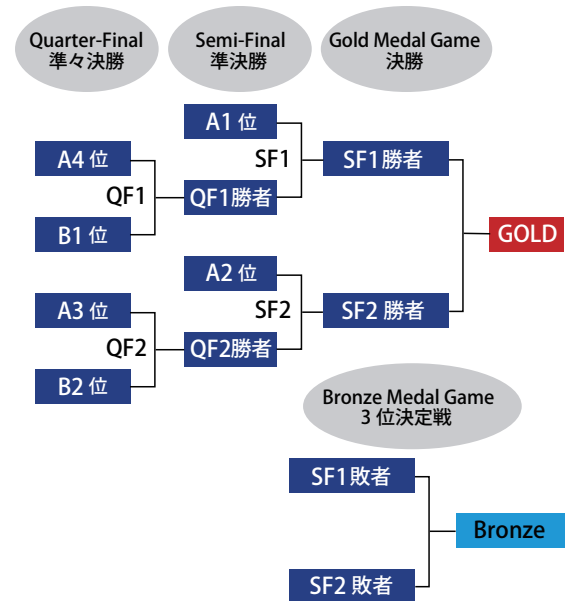 Quarter-Final
準々決勝
Semi-Final
準決勝
Gold Medal Game
決勝
A1 位
A4 位
SF1
SF1 勝者
QF1
QF1勝者
B1 位
GOLD
A2 位
A3 位
SF2
SF2 勝者
QF2
QF2勝者
B2 位
Bronze Medal Game
3 位決定戦
SF1 敗者
Bronze
SF2 敗者